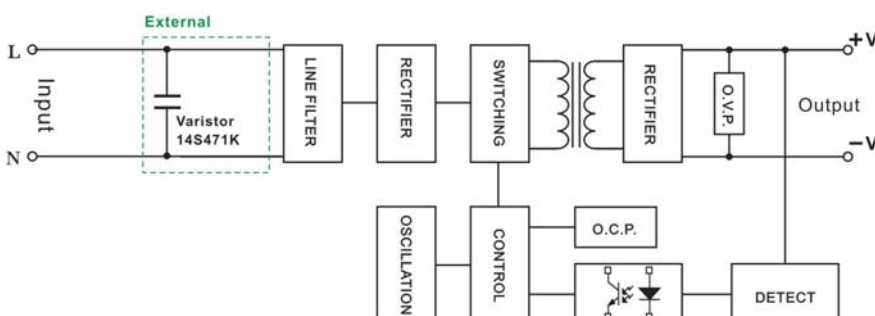 External
L
Input
N
Varistor
14S471K
LINE FILTER
RECTIFIER
SWITCHING
RECTIFIER
O.V.P.
+V
Output
-V
OSCILLATION
CONTROL
O.C.P.
DETECT